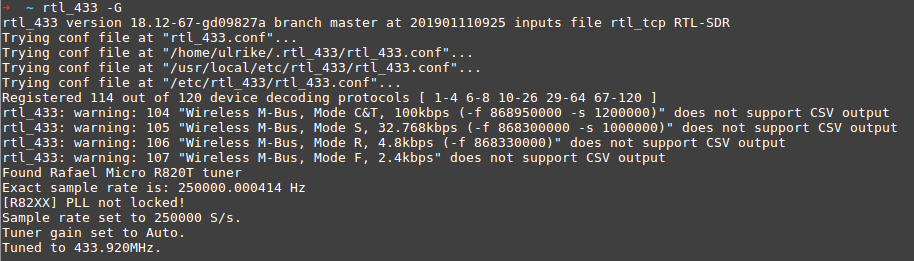 → ~ rtl_433 -G
rtl_433 version 18.12-67-gd09827a branch master at 201901110925 inputs file rtl_tcp RTL-SDR
Trying conf file at "rtl_433.conf"...
Trying conf file at "/home/ulrike/.rtl_433/rtl_433.conf"...
Trying conf file at "/usr/local/etc/rtl_433/rtl_433.conf"...
Trying conf file at "/etc/rtl_433/rtl_433.conf"...
Registered 114 out of 120 device decoding protocols [ 1-4 6-8 10-26 29-64 67-120 ]
rtl_433: warning: 104 "Wireless M-Bus, Mode C&T, 100kbps (-f 868950000 -s 1200000)" does not support CSV output
rtl_433: warning: 105 "Wireless M-Bus, Mode S, 32.768kbps (-f 868300000 -s 1000000)" does not support CSV output
rtl_433: warning: 106 "Wireless M-Bus, Mode R, 4.8kbps (-f 868330000)" does not support CSV output
rtl_433: warning: 107 "Wireless M-Bus, Mode F, 2.4kbps" does not support CSV output
Found Rafael Micro R820T tuner
Exact sample rate is: 250000.000414 Hz
[R82XX] PLL not locked!
Sample rate set to 250000 S/s.
Tuner gain set to Auto.
Tuned to 433.920MHz.